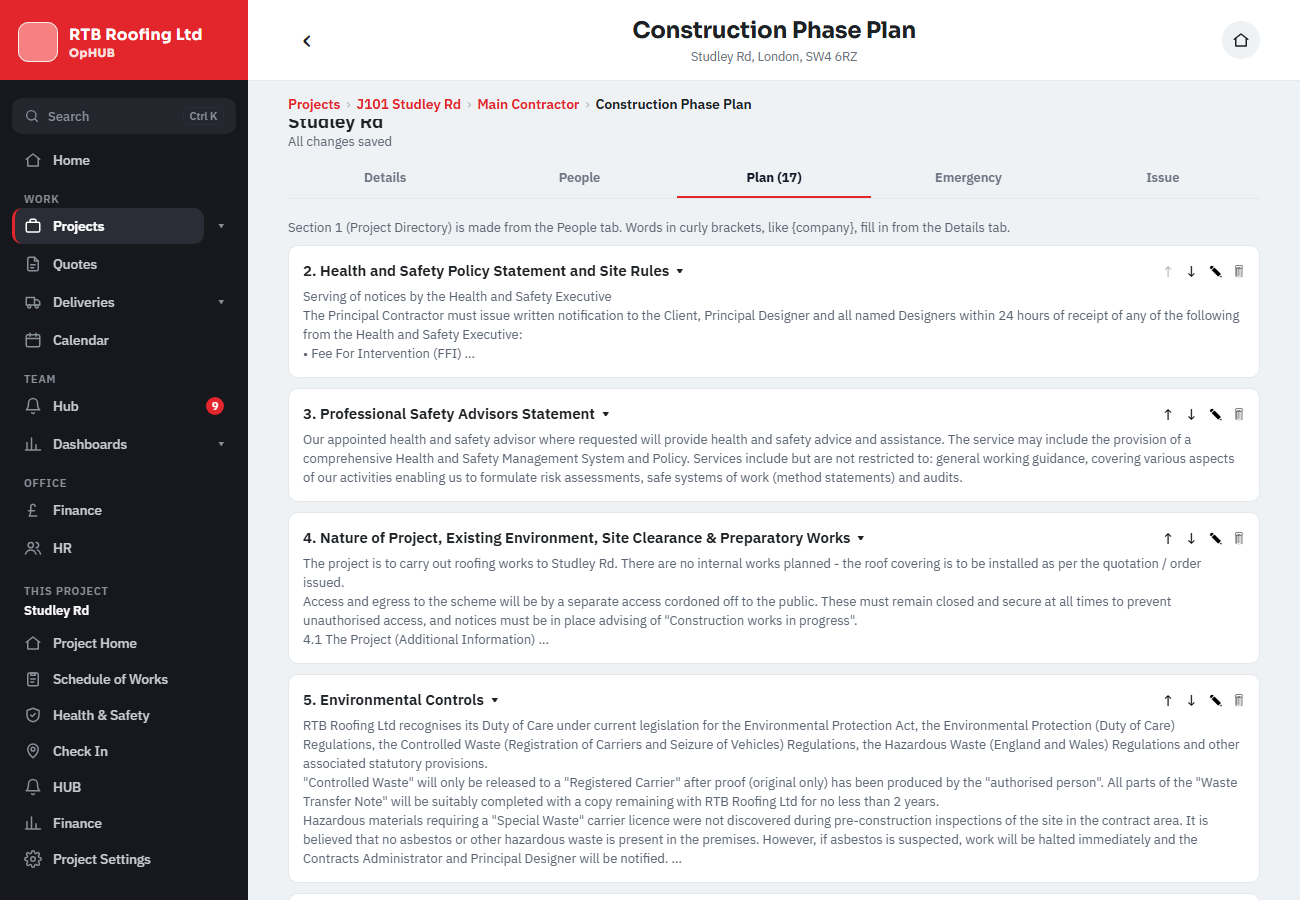 RTB Roofing Ltd
OpHUB
Search
Ctrl K
Home
WORK
Projects
Quotes
Deliveries
Calendar
TEAM
Hub
9
Dashboards
OFFICE
Finance
HR
THIS PROJECT
Studley Rd
Project Home
Schedule of Works
Health & Safety
Check In
HUB
Finance
Project Settings
Construction Phase Plan
Studley Rd, London, SW4 6RZ
Projects › J101 Studley Rd › Main Contractor › Construction Phase Plan
Studley Rd
All changes saved
Details
People
Plan (17)
Emergency
Issue
Section 1 (Project Directory) is made from the People tab. Words in curly brackets, like {company}, fill in from the Details tab.
2. Health and Safety Policy Statement and Site Rules
Serving of notices by the Health and Safety Executive
The Principal Contractor must issue written notification to the Client, Principal Designer and all named Designers within 24 hours of receipt of any of the following
from the Health and Safety Executive:
• Fee For Intervention (FFI) ...
3. Professional Safety Advisors Statement
Our appointed health and safety advisor where requested will provide health and safety advice and assistance. The service may include the provision of a
comprehensive Health and Safety Management System and Policy. Services include but are not restricted to: general working guidance, covering various aspects
of our activities enabling us to formulate risk assessments, safe systems of work (method statements) and audits.
4. Nature of Project, Existing Environment, Site Clearance & Preparatory Works
The project is to carry out roofing works to Studley Rd. There are no internal works planned - the roof covering is to be installed as per the quotation / order
issued.
Access and egress to the scheme will be by a separate access cordoned off to the public. These must remain closed and secure at all times to prevent
unauthorised access, and notices must be in place advising of "Construction works in progress".
4.1 The Project (Additional Information) ...
5. Environmental Controls
RTB Roofing Ltd recognises its Duty of Care under current legislation for the Environmental Protection Act, the Environmental Protection (Duty of Care)
Regulations, the Controlled Waste (Registration of Carriers and Seizure of Vehicles) Regulations, the Hazardous Waste (England and Wales) Regulations and other
associated statutory provisions.
"Controlled Waste" will only be released to a "Registered Carrier" after proof (original only) has been produced by the "authorised person". All parts of the "Waste
Transfer Note" will be suitably completed with a copy remaining with RTB Roofing Ltd for no less than 2 years.
Hazardous materials requiring a "Special Waste" carrier licence were not discovered during pre-construction inspections of the site in the contract area. It is
believed that no asbestos or other hazardous waste is present in the premises. However, if asbestos is suspected, work will be halted immediately and the
Contracts Administrator and Principal Designer will be notified. ...